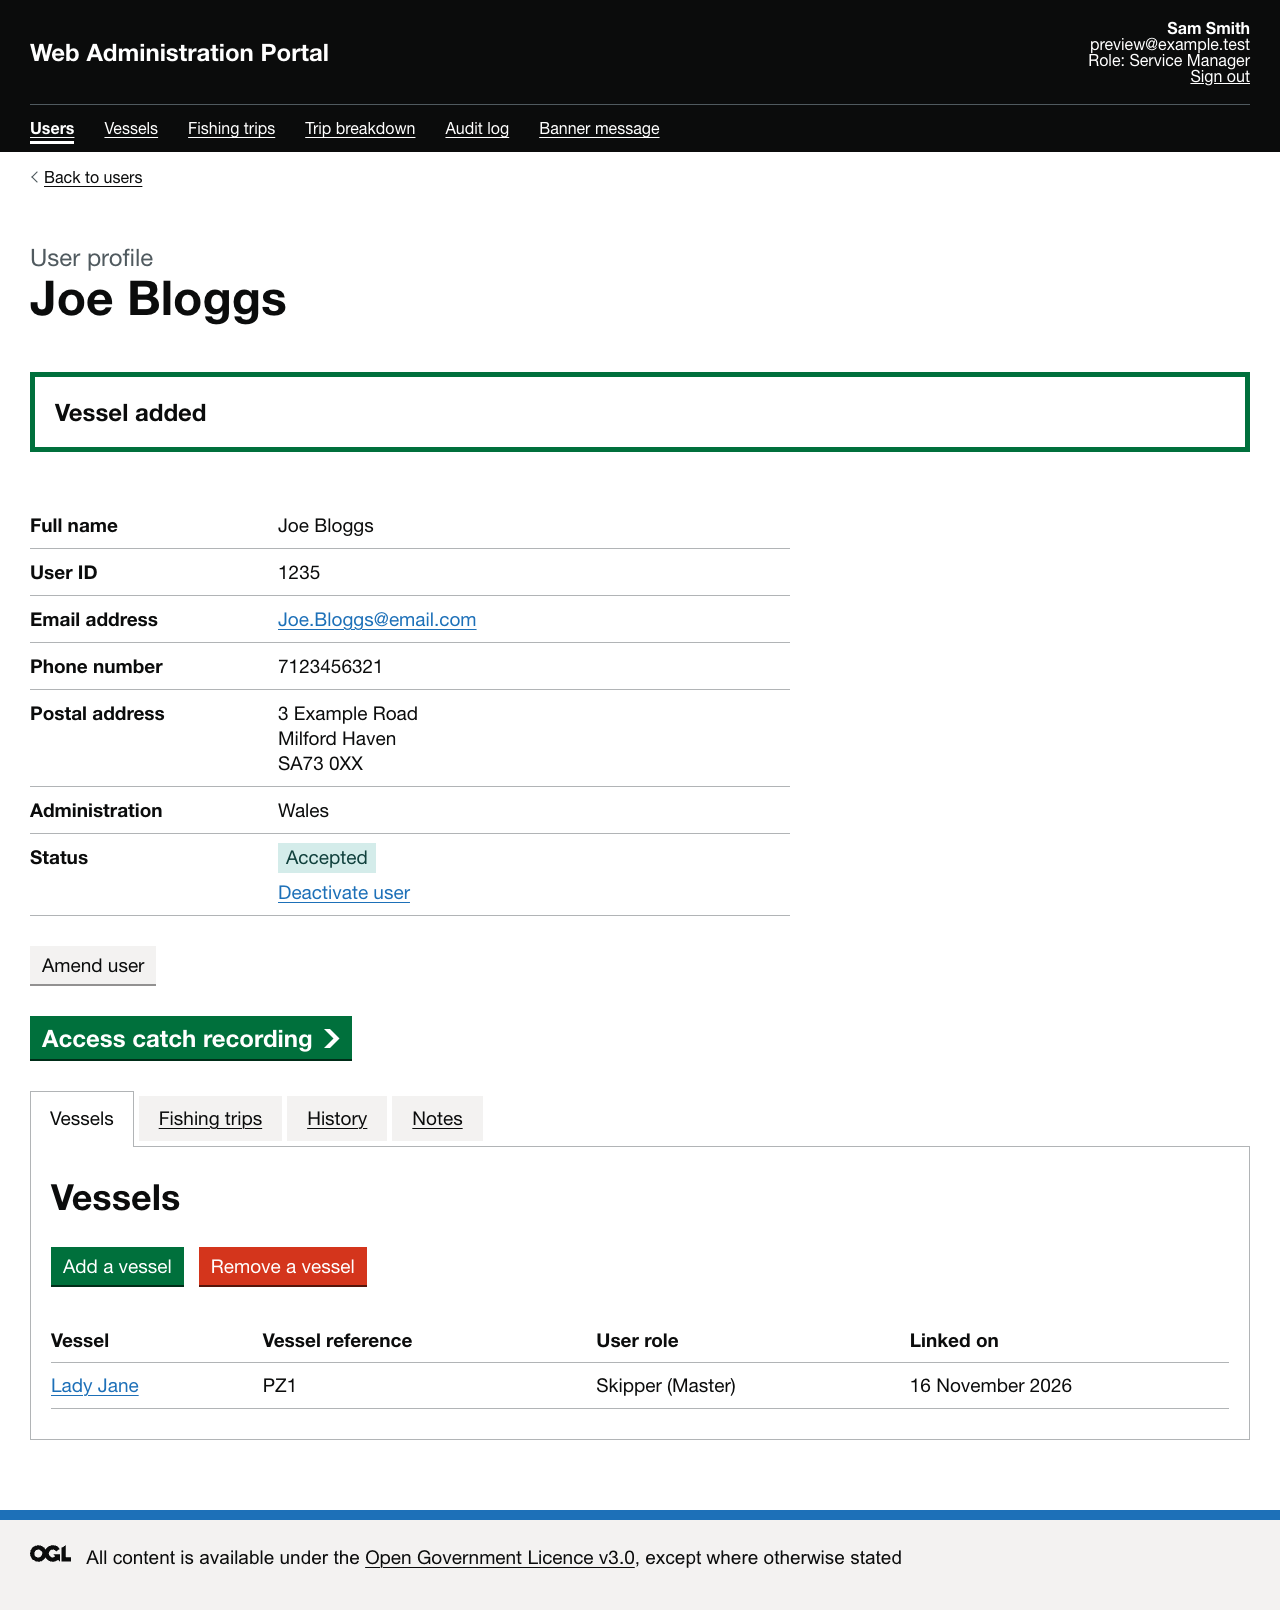 Web Administration Portal
Sam Smith
preview@example.test
Role: Service Manager
Sign out
Users Vessels Fishing trips Trip breakdown Audit log Banner message
Back to users
User profile
Joe Bloggs
Vessel added
Full name Joe Bloggs
User ID 1235
Email address Joe.Bloggs@email.com
Phone number 7123456321
Postal address 3 Example Road
Milford Haven
SA73 0XX
Administration Wales
Status Accepted
Deactivate user
Amend user
Access catch recording
Vessels Fishing trips History Notes
Vessels
Add a vessel Remove a vessel
Vessel Vessel reference User role Linked on
Lady Jane PZ1 Skipper (Master) 16 November 2026
OGL All content is available under the Open Government Licence v3.0, except where otherwise stated